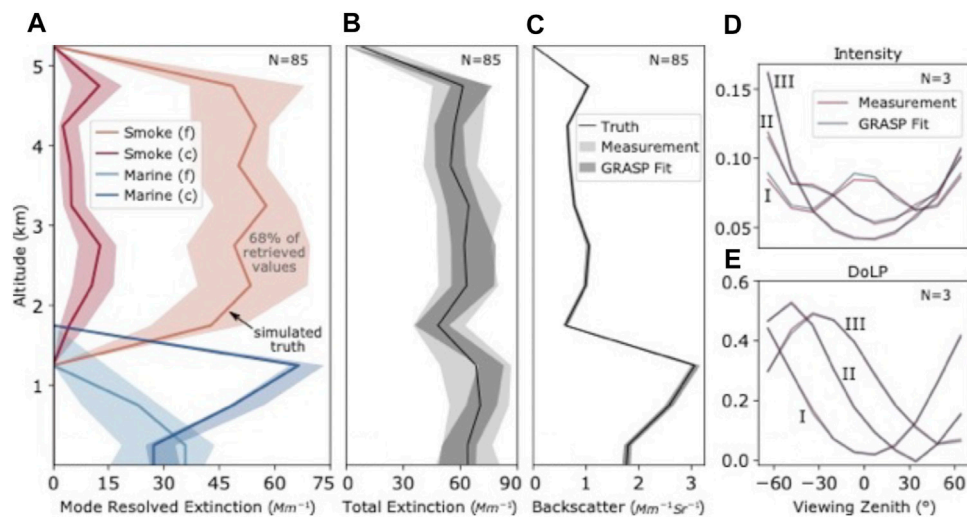 A
N=85
5
4
3
2
1
Altitude (km)
Smoke (f)
Smoke (c)
Marine (f)
Marine (c)
68% of
retrieved
values
simulated
truth
0 15 30 45 60 75
Mode Resolved Extinction (Mm⁻¹)
B
N=85
0 30 60 90
Total Extinction (Mm⁻¹)
C
N=85
Truth
Measurement
GRASP Fit
0 1 2 3
Backscatter (Mm⁻¹Sr⁻¹)
D
Intensity
N=3
III
II
I
Measurement
GRASP Fit
0.15
0.10
0.05
E
DoLP
N=3
III
II
I
0.6
0.4
0.2
0.0
−60 −30 0 30 60
Viewing Zenith (°)